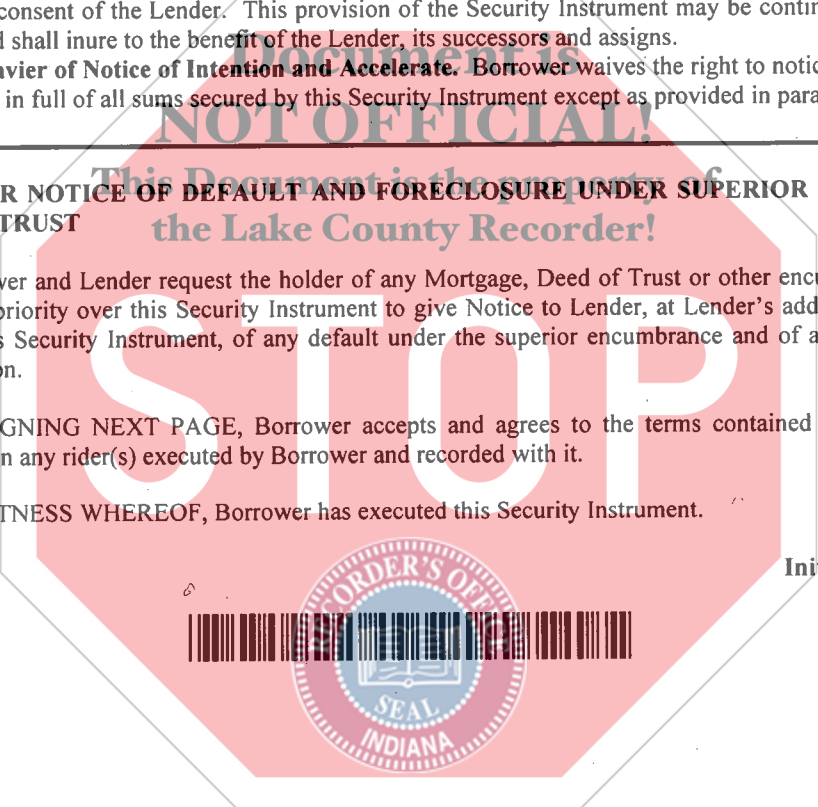 consent of the Lender. This provision of the Security Instrument may be contin
d shall inure to the benefit of the Lender, its successors and assigns.
Document is
avier of Notice of Intention and Accelerate. Borrower waives the right to notic
in full of all sums secured by this Security Instrument except as provided in para
NOT OFFICIAL!
This Document is the property of
R NOTICE OF DEFAULT AND FORECLOSURE UNDER SUPERIOR
TRUST
the Lake County Recorder!
ver and Lender request the holder of any Mortgage, Deed of Trust or other encu
priority over this Security Instrument to give Notice to Lender, at Lender's add
s Security Instrument, of any default under the superior encumbrance and of a
on.
STOP
GNING NEXT PAGE, Borrower accepts and agrees to the terms contained
n any rider(s) executed by Borrower and recorded with it.
TNESS WHEREOF, Borrower has executed this Security Instrument.
Ini
RECORDER'S OFFICE
SEAL
INDIANA